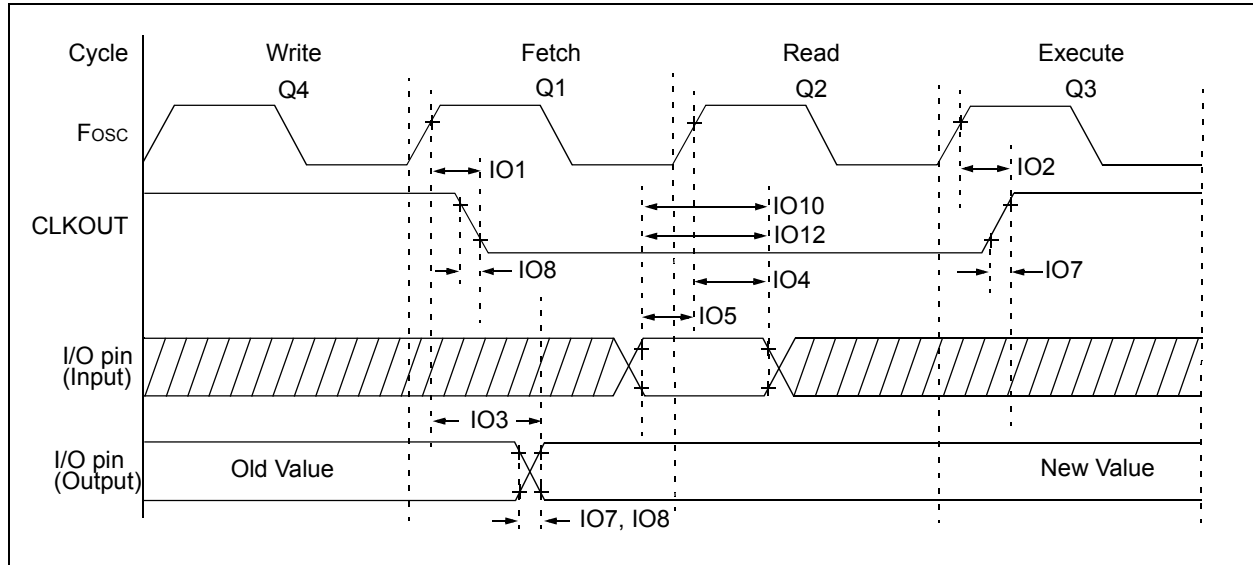 Cycle Write Fetch Read Execute
Q4 Q1 Q2 Q3
Fosc
IO1 IO2
IO10
CLKOUT IO12
IO8 IO7
IO4
IO5
I/O pin
(Input)
IO3
I/O pin
(Output)
Old Value New Value
IO7, IO8